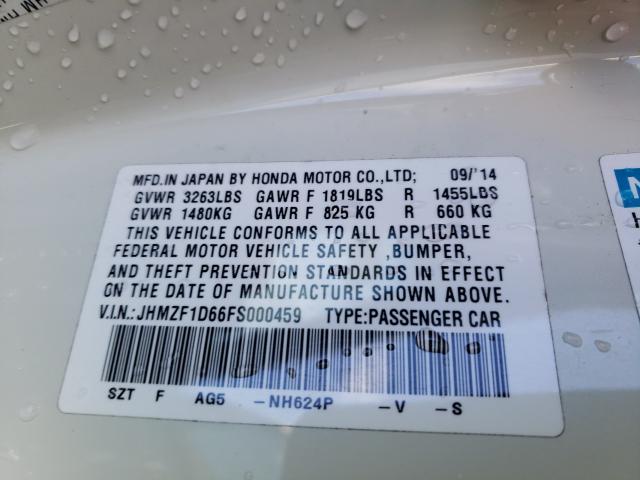 MFD.IN JAPAN BY HONDA MOTOR CO.,LTD; 09/'14
GVWR 3263LBS GAWR F 1819LBS R 1455LBS
GVWR 1480KG GAWR F 825 KG R 660 KG
THIS VEHICLE CONFORMS TO ALL APPLICABLE
FEDERAL MOTOR VEHICLE SAFETY ,BUMPER,
AND THEFT PREVENTION STANDARDS IN EFFECT
ON THE DATE OF MANUFACTURE SHOWN ABOVE.
V.I.N.:JHMZF1D66FS000459 TYPE:PASSENGER CAR
SZT F AG5 -NH624P -V -S